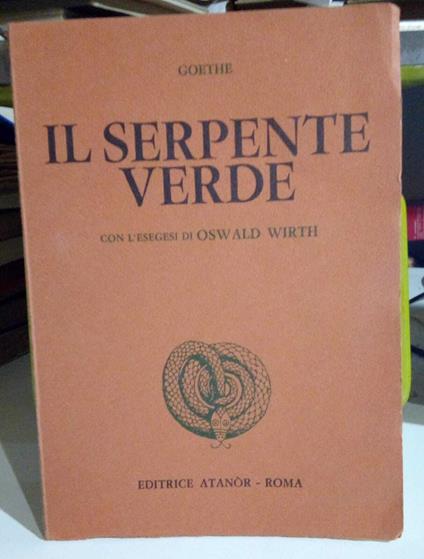 GOETHE
IL SERPENTE
VERDE
CON L'ESEGESI DI OSWALD WIRTH
EDITRICE ATANÒR - ROMA